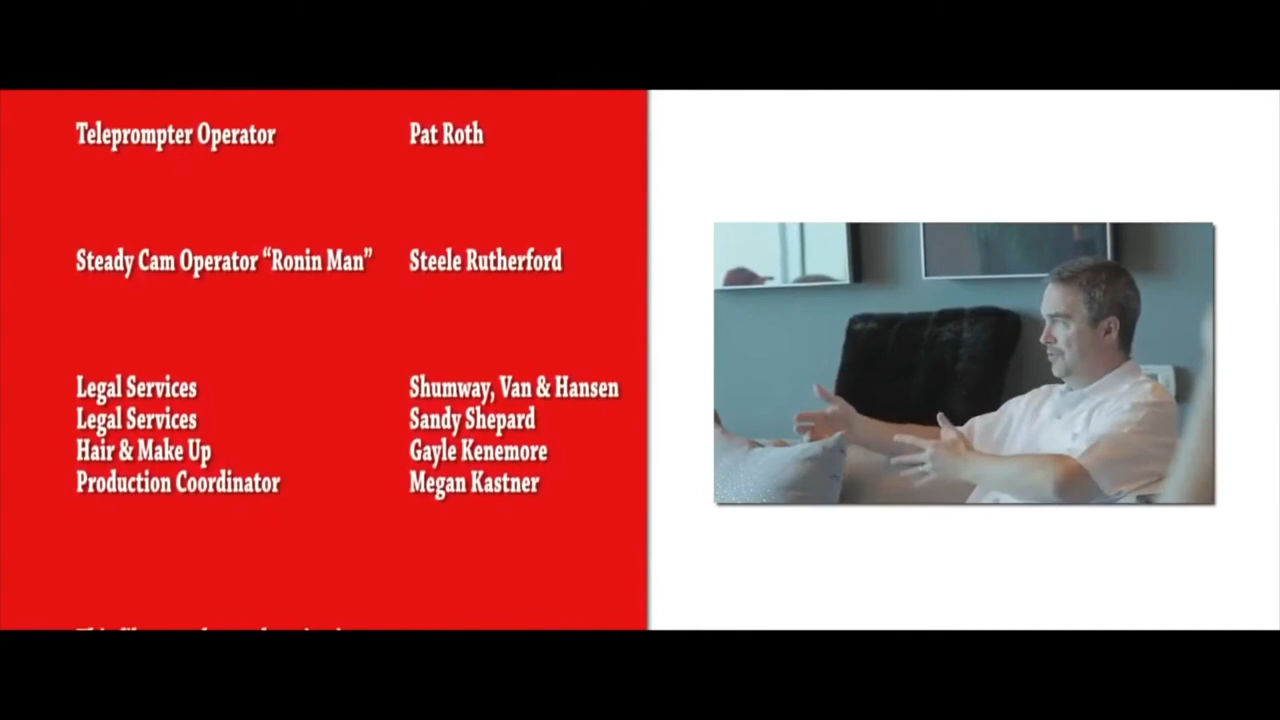 Teleprompter Operator Pat Roth
Steady Cam Operator “Ronin Man” Steele Rutherford
Legal Services Shumway, Van & Hansen
Legal Services Sandy Shepard
Hair & Make Up Gayle Kenemore
Production Coordinator Megan Kastner